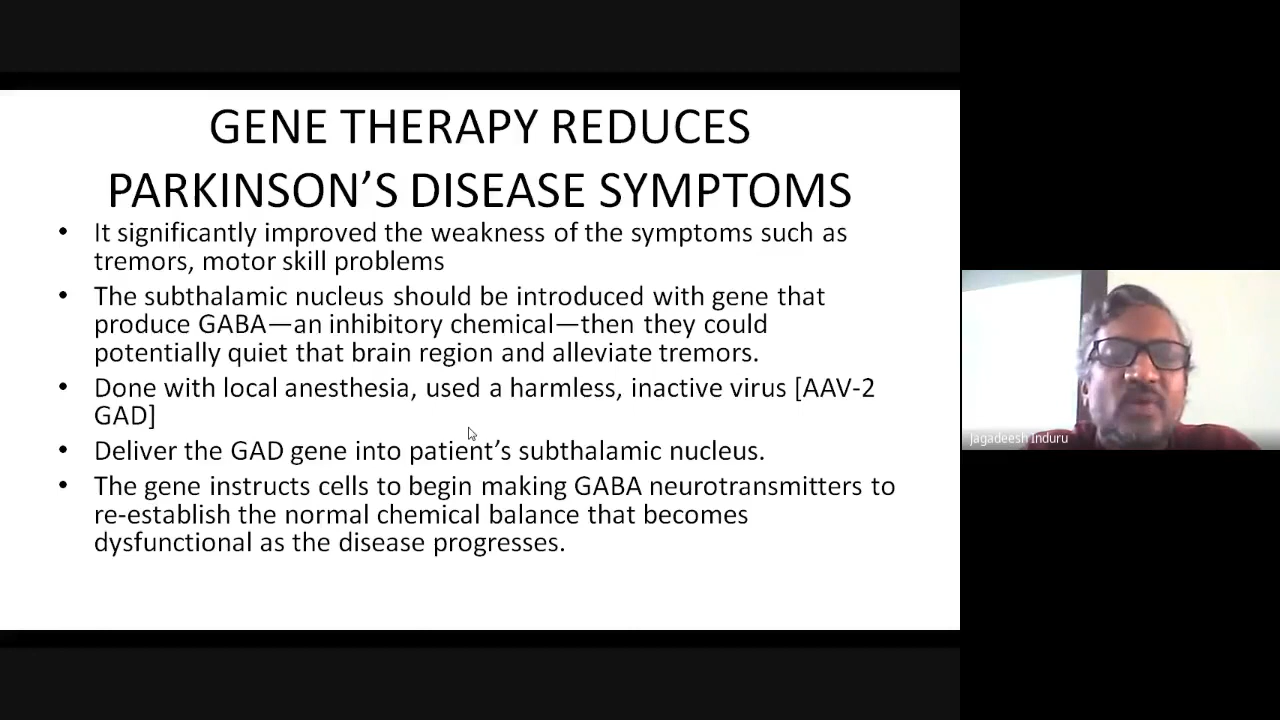 GENE THERAPY REDUCES
PARKINSON’S DISEASE SYMPTOMS
• It significantly improved the weakness of the symptoms such as
tremors, motor skill problems
• The subthalamic nucleus should be introduced with gene that
produce GABA—an inhibitory chemical—then they could
potentially quiet that brain region and alleviate tremors.
• Done with local anesthesia, used a harmless, inactive virus [AAV-2
GAD]
• Deliver the GAD gene into patient’s subthalamic nucleus.
• The gene instructs cells to begin making GABA neurotransmitters to
re-establish the normal chemical balance that becomes
dysfunctional as the disease progresses.
Jagadeesh Induru